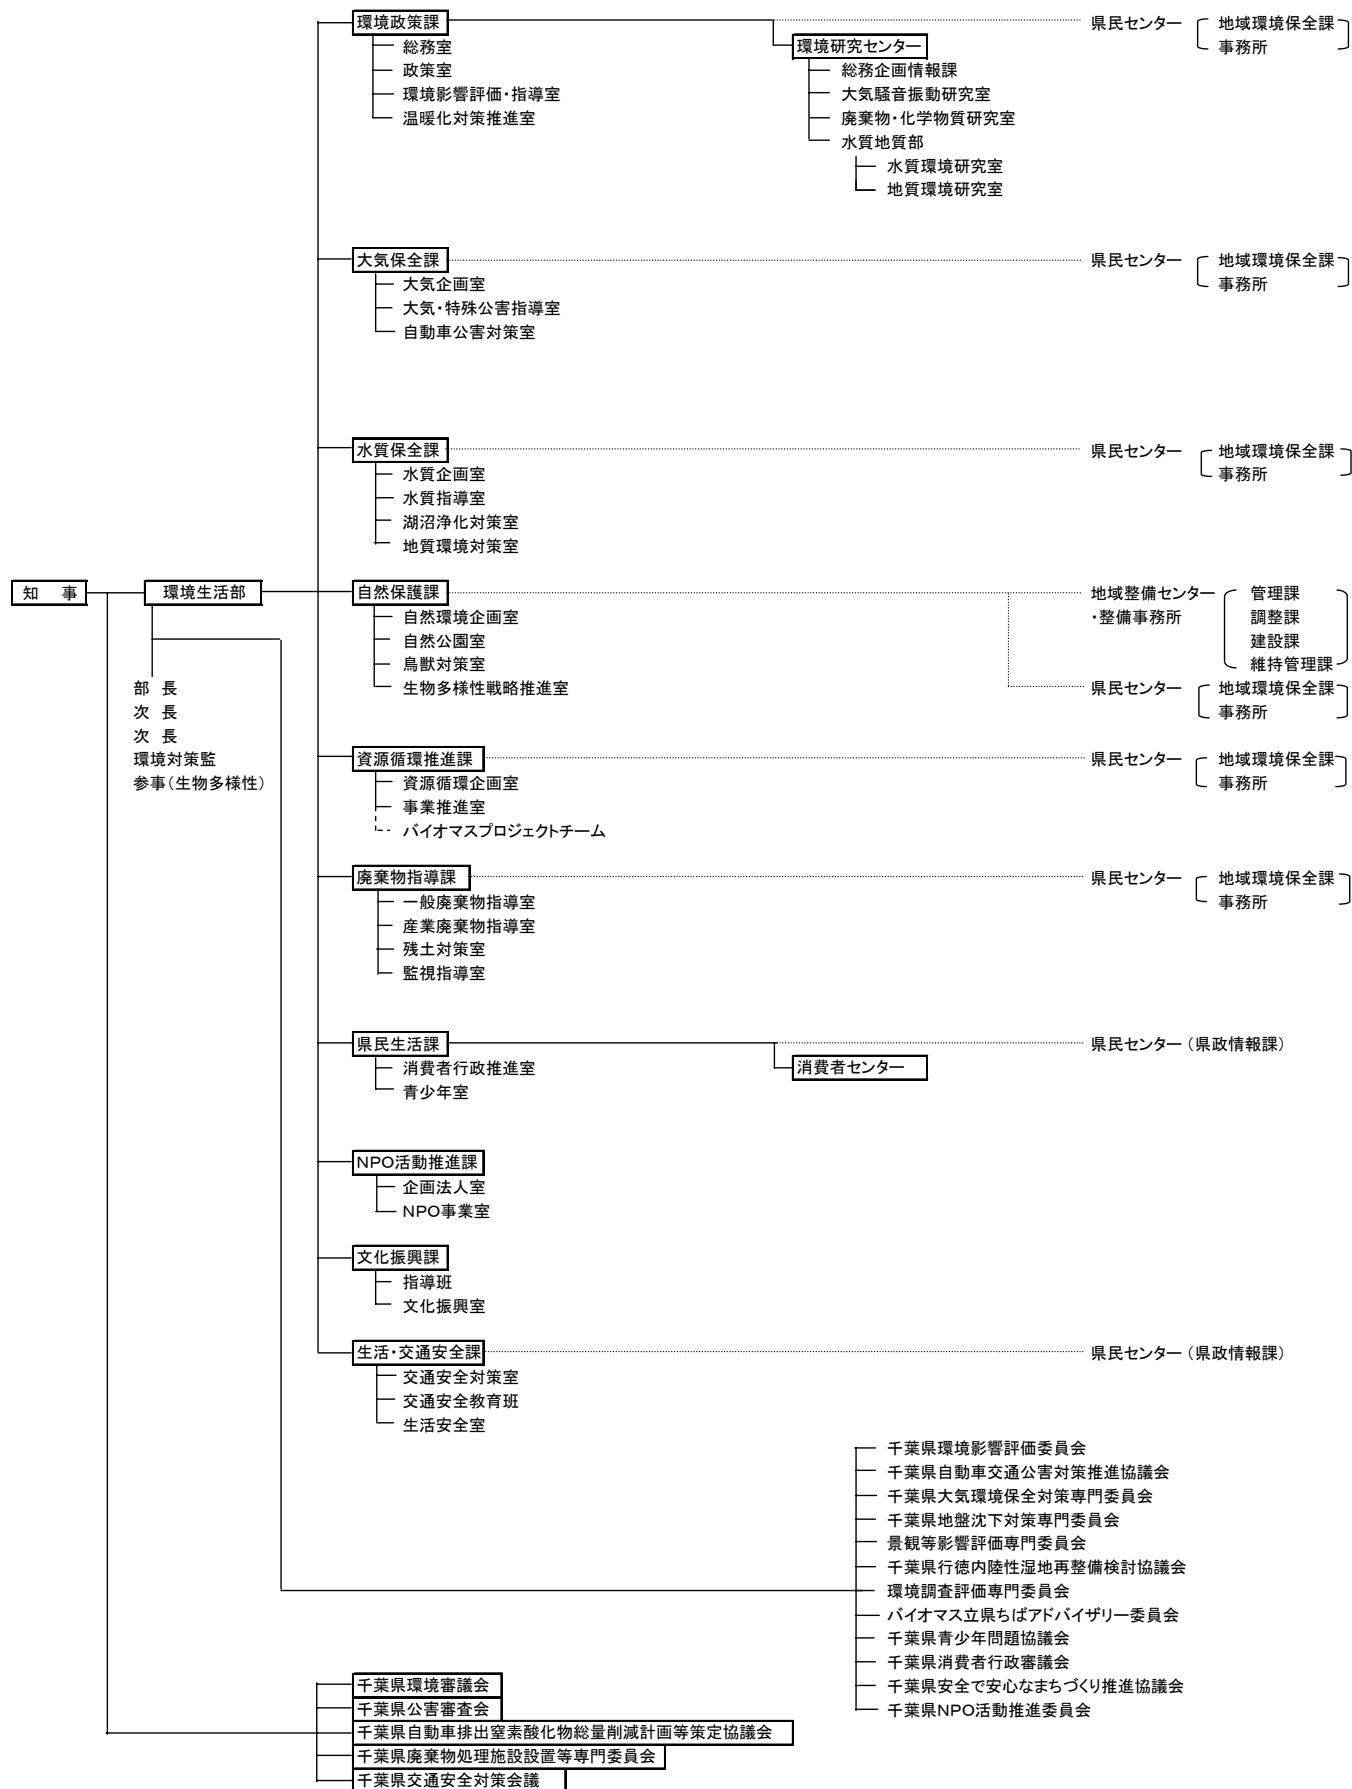 環境政策課
総務室
政策室
環境影響評価・指導室
温暖化対策推進室
環境研究センター
総務企画情報課
大気騒音振動研究室
廃棄物・化学物質研究室
水質地質部
水質環境研究室
地質環境研究室
県民センター
地域環境保全課
事務所
大気保全課
大気企画室
大気・特殊公害指導室
自動車公害対策室
県民センター
地域環境保全課
事務所
水質保全課
水質企画室
水質指導室
湖沼浄化対策室
地質環境対策室
県民センター
地域環境保全課
事務所
知 事
環境生活部
部 長
次 長
次 長
環境対策監
参事(生物多様性)
自然保護課
自然環境企画室
自然公園室
鳥獣対策室
生物多様性戦略推進室
地域整備センター
・整備事務所
管理課
調整課
建設課
維持管理課
県民センター
地域環境保全課
事務所
資源循環推進課
資源循環企画室
事業推進室
バイオマスプロジェクトチーム
県民センター
地域環境保全課
事務所
廃棄物指導課
一般廃棄物指導室
産業廃棄物指導室
残土対策室
監視指導室
県民センター
地域環境保全課
事務所
県民生活課
消費者行政推進室
青少年室
消費者センター
県民センター(県政情報課)
NPO活動推進課
企画法人室
NPO事業室
文化振興課
指導班
文化振興室
生活・交通安全課
交通安全対策室
交通安全教育班
生活安全室
県民センター(県政情報課)
千葉県環境影響評価委員会
千葉県自動車交通公害対策推進協議会
千葉県大気環境保全対策専門委員会
千葉県地盤沈下対策専門委員会
景観等影響評価専門委員会
千葉県行徳内陸性湿地再整備検討協議会
環境調査評価専門委員会
バイオマス立県ちばアドバイザリー委員会
千葉県青少年問題協議会
千葉県消費者行政審議会
千葉県安全で安心なまちづくり推進協議会
千葉県NPO活動推進委員会
千葉県環境審議会
千葉県公害審査会
千葉県自動車排出窒素酸化物総量削減計画等策定協議会
千葉県廃棄物処理施設設置等専門委員会
千葉県交通安全対策会議